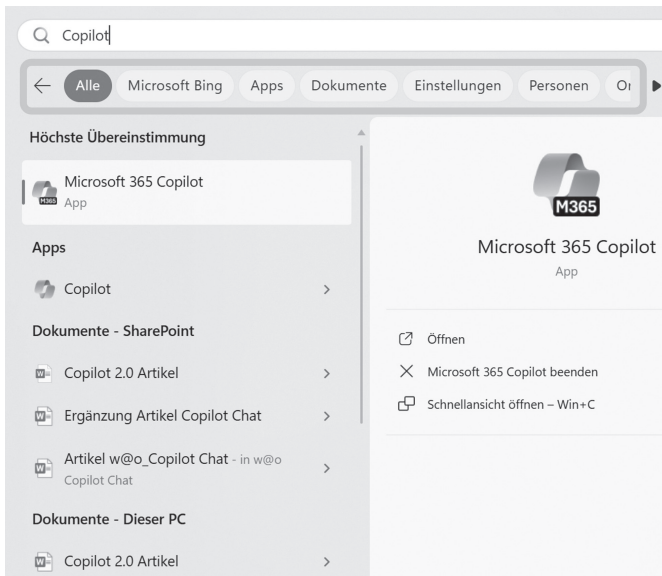 Copilot
Alle Microsoft Bing Apps Dokumente Einstellungen Personen
Höchste Übereinstimmung
Microsoft 365 Copilot
App
Apps
Copilot
Dokumente - SharePoint
Copilot 2.0 Artikel
Ergänzung Artikel Copilot Chat
Artikel w@o_Copilot Chat - in w@o
Copilot Chat
Dokumente - Dieser PC
Copilot 2.0 Artikel
M365
Microsoft 365 Copilot
App
Öffnen
Microsoft 365 Copilot beenden
Schnellansicht öffnen – Win+C